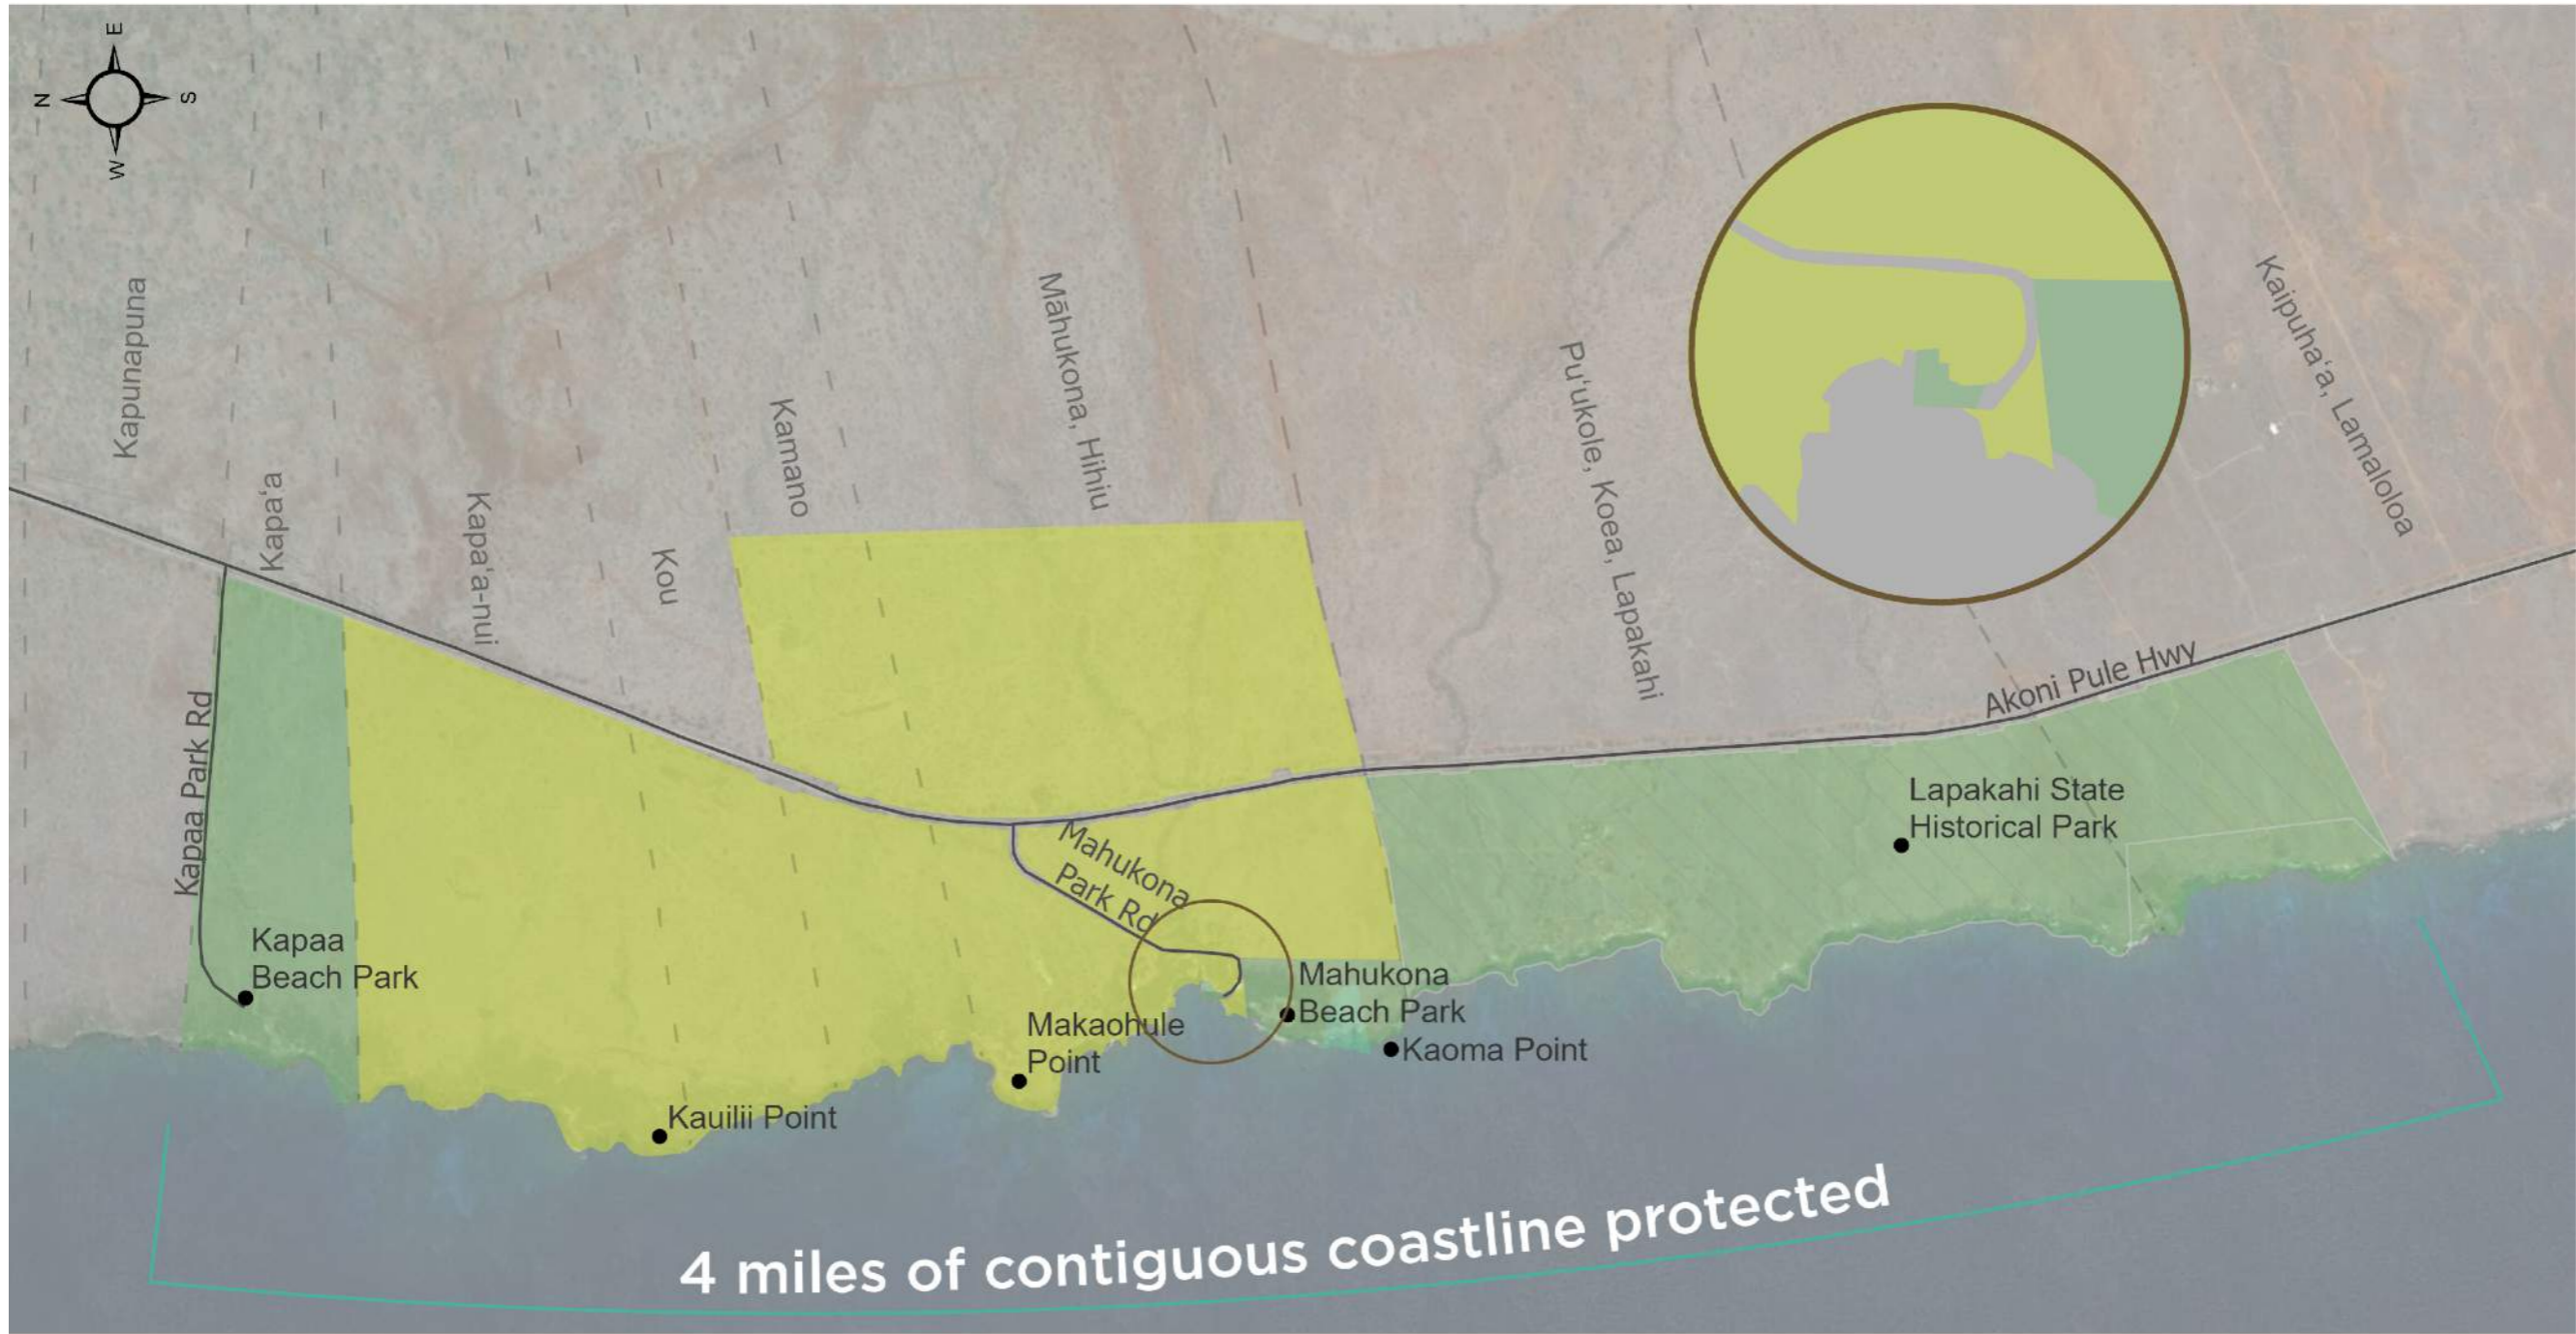 E
N
S
W
Kapunapuna
Kapa‘a
Kapa‘a-nui
Kou
Kamano
Māhukona, Hihiu
Pu‘ukole, Koea, Lapakahi
Kaipuha‘a, Lamaloloa
Akoni Pule Hwy
Kapaa Park Rd
Mahukona
Park Rd
Lapakahi State
Historical Park
Kapaa
Beach Park
Mahukona
Beach Park
Makaohule
Point
Kaoma Point
Kauilii Point
4 miles of contiguous coastline protected